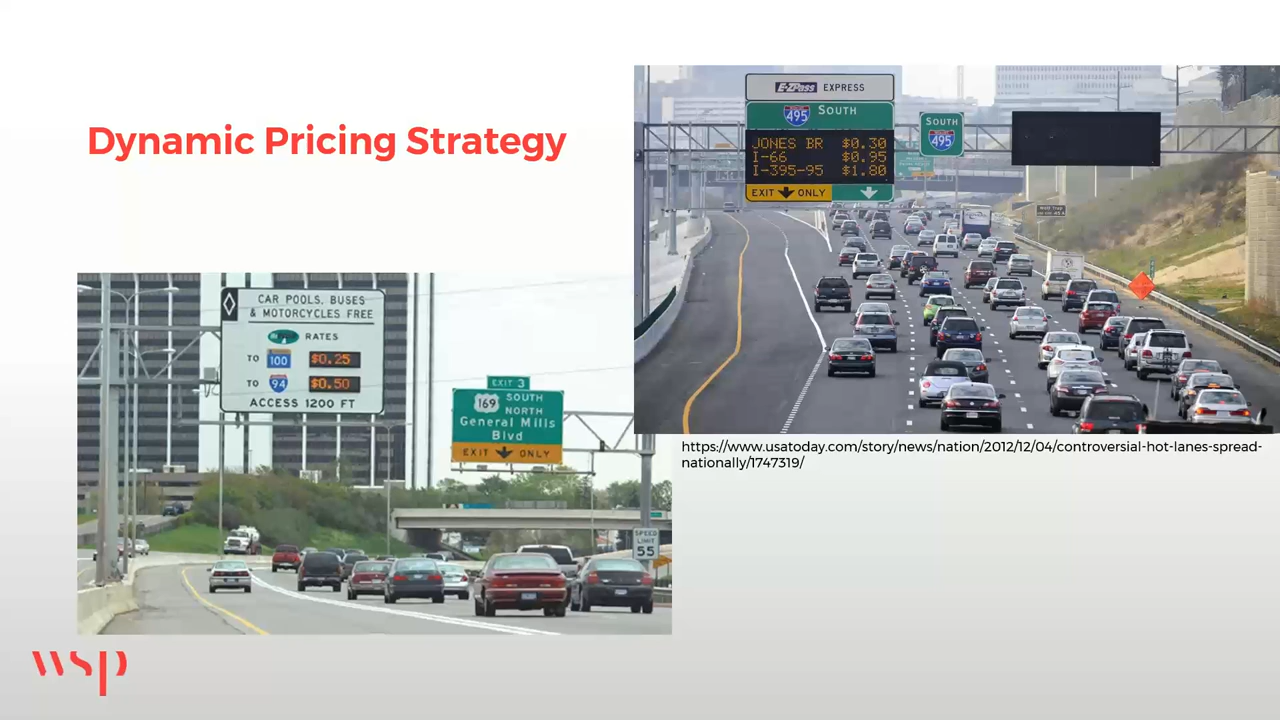 Dynamic Pricing Strategy
E-ZPass EXPRESS
495 SOUTH
JONES BR $0.30
I-66 $0.95
I-395-95 $1.80
EXIT ONLY
SOUTH
495
CAR POOLS, BUSES
& MOTORCYCLES FREE
RATES
TO 100 $0.25
TO 94 $0.50
ACCESS 1200 FT
EXIT 3
169 SOUTH
NORTH
General Mills
Blvd
EXIT ONLY
SPEED
LIMIT
55
https://www.usatoday.com/story/news/nation/2012/12/04/controversial-hot-lanes-spread-
nationally/1747319/
wsp